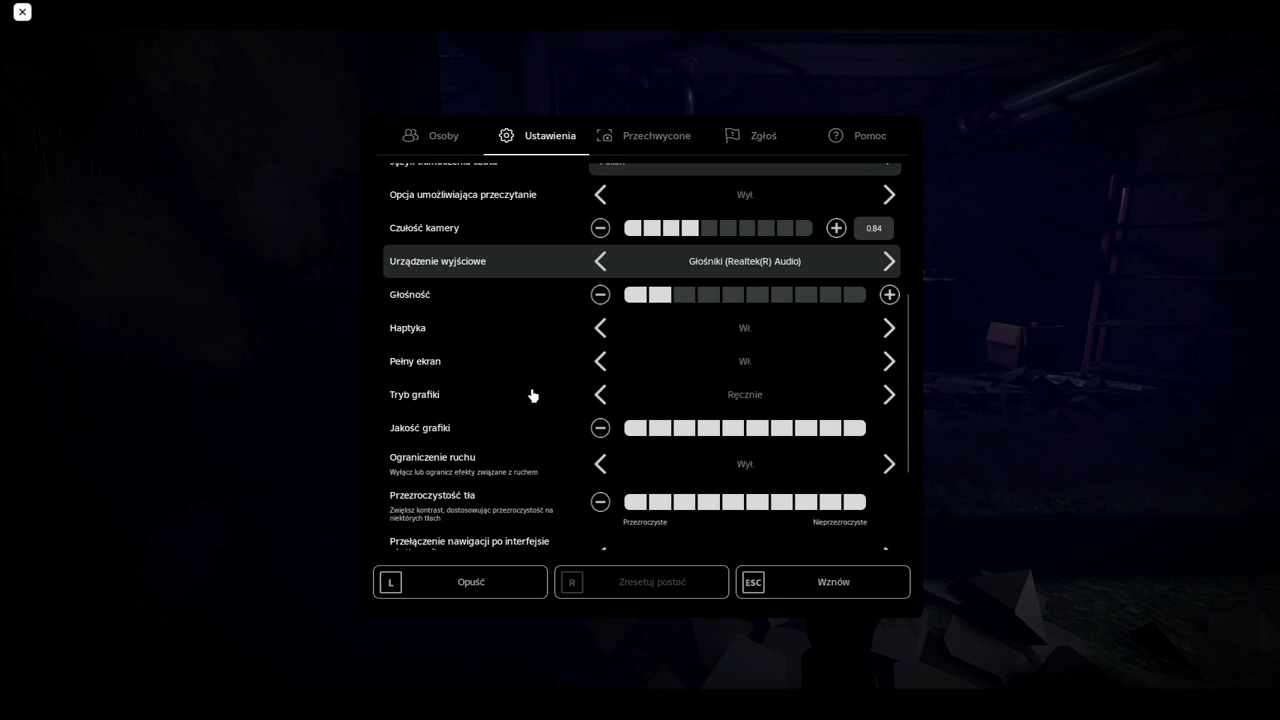 Osoby
Ustawienia
Przechwycone
Zgłoś
Pomoc
Opcja umożliwiająca przeczytanie
Wył.
Czułość kamery
0.84
Urządzenie wyjściowe
Głośniki (Realtek(R) Audio)
Głośność
Haptyka
Wł.
Pełny ekran
Wł.
Tryb grafiki
Ręcznie
Jakość grafiki
Ograniczenie ruchu
Wyłącz lub ogranicz efekty związane z ruchem
Wył.
Przezroczystość tła
Zwiększ kontrast, dostosowując przezroczystość na
niektórych tłach
Przezroczyste
Nieprzezroczyste
Przełączenie nawigacji po interfejsie
L
Opuść
R
Zresetuj postać
ESC
Wznów